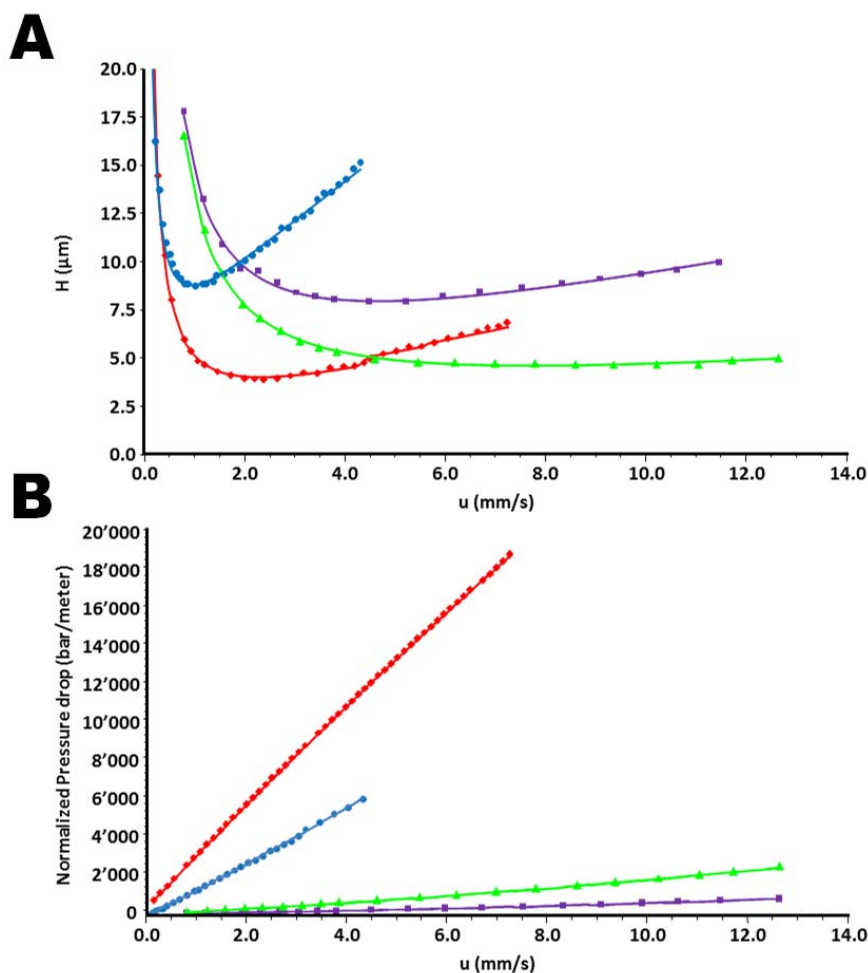 A
20.0
17.5
15.0
12.5
10.0
7.5
5.0
2.5
0.0
H (µm)
0.0 2.0 4.0 6.0 8.0 10.0 12.0 14.0
u (mm/s)
B
20’000
18’000
16’000
14’000
12’000
10’000
8’000
6’000
4’000
2’000
0
Normalized Pressure drop (bar/meter)
0.0 2.0 4.0 6.0 8.0 10.0 12.0 14.0
u (mm/s)